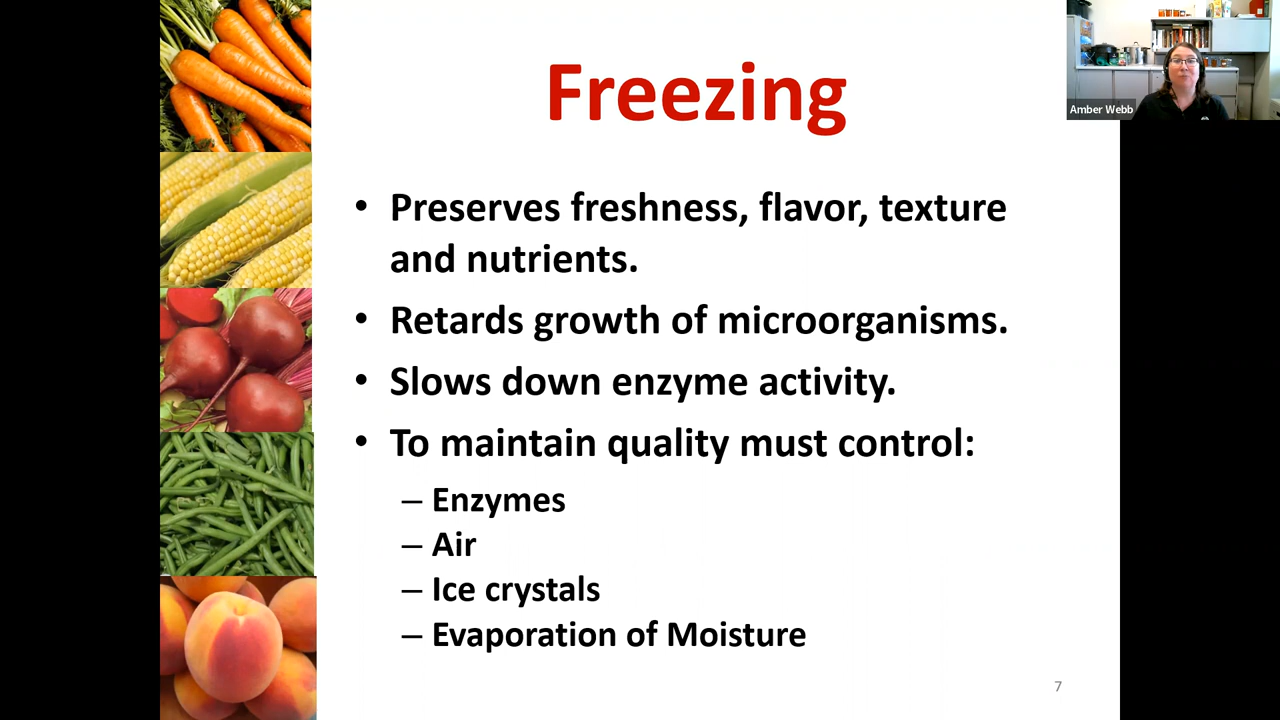 Freezing
Amber Webb
• Preserves freshness, flavor, texture
and nutrients.
• Retards growth of microorganisms.
• Slows down enzyme activity.
• To maintain quality must control:
– Enzymes
– Air
– Ice crystals
– Evaporation of Moisture
7